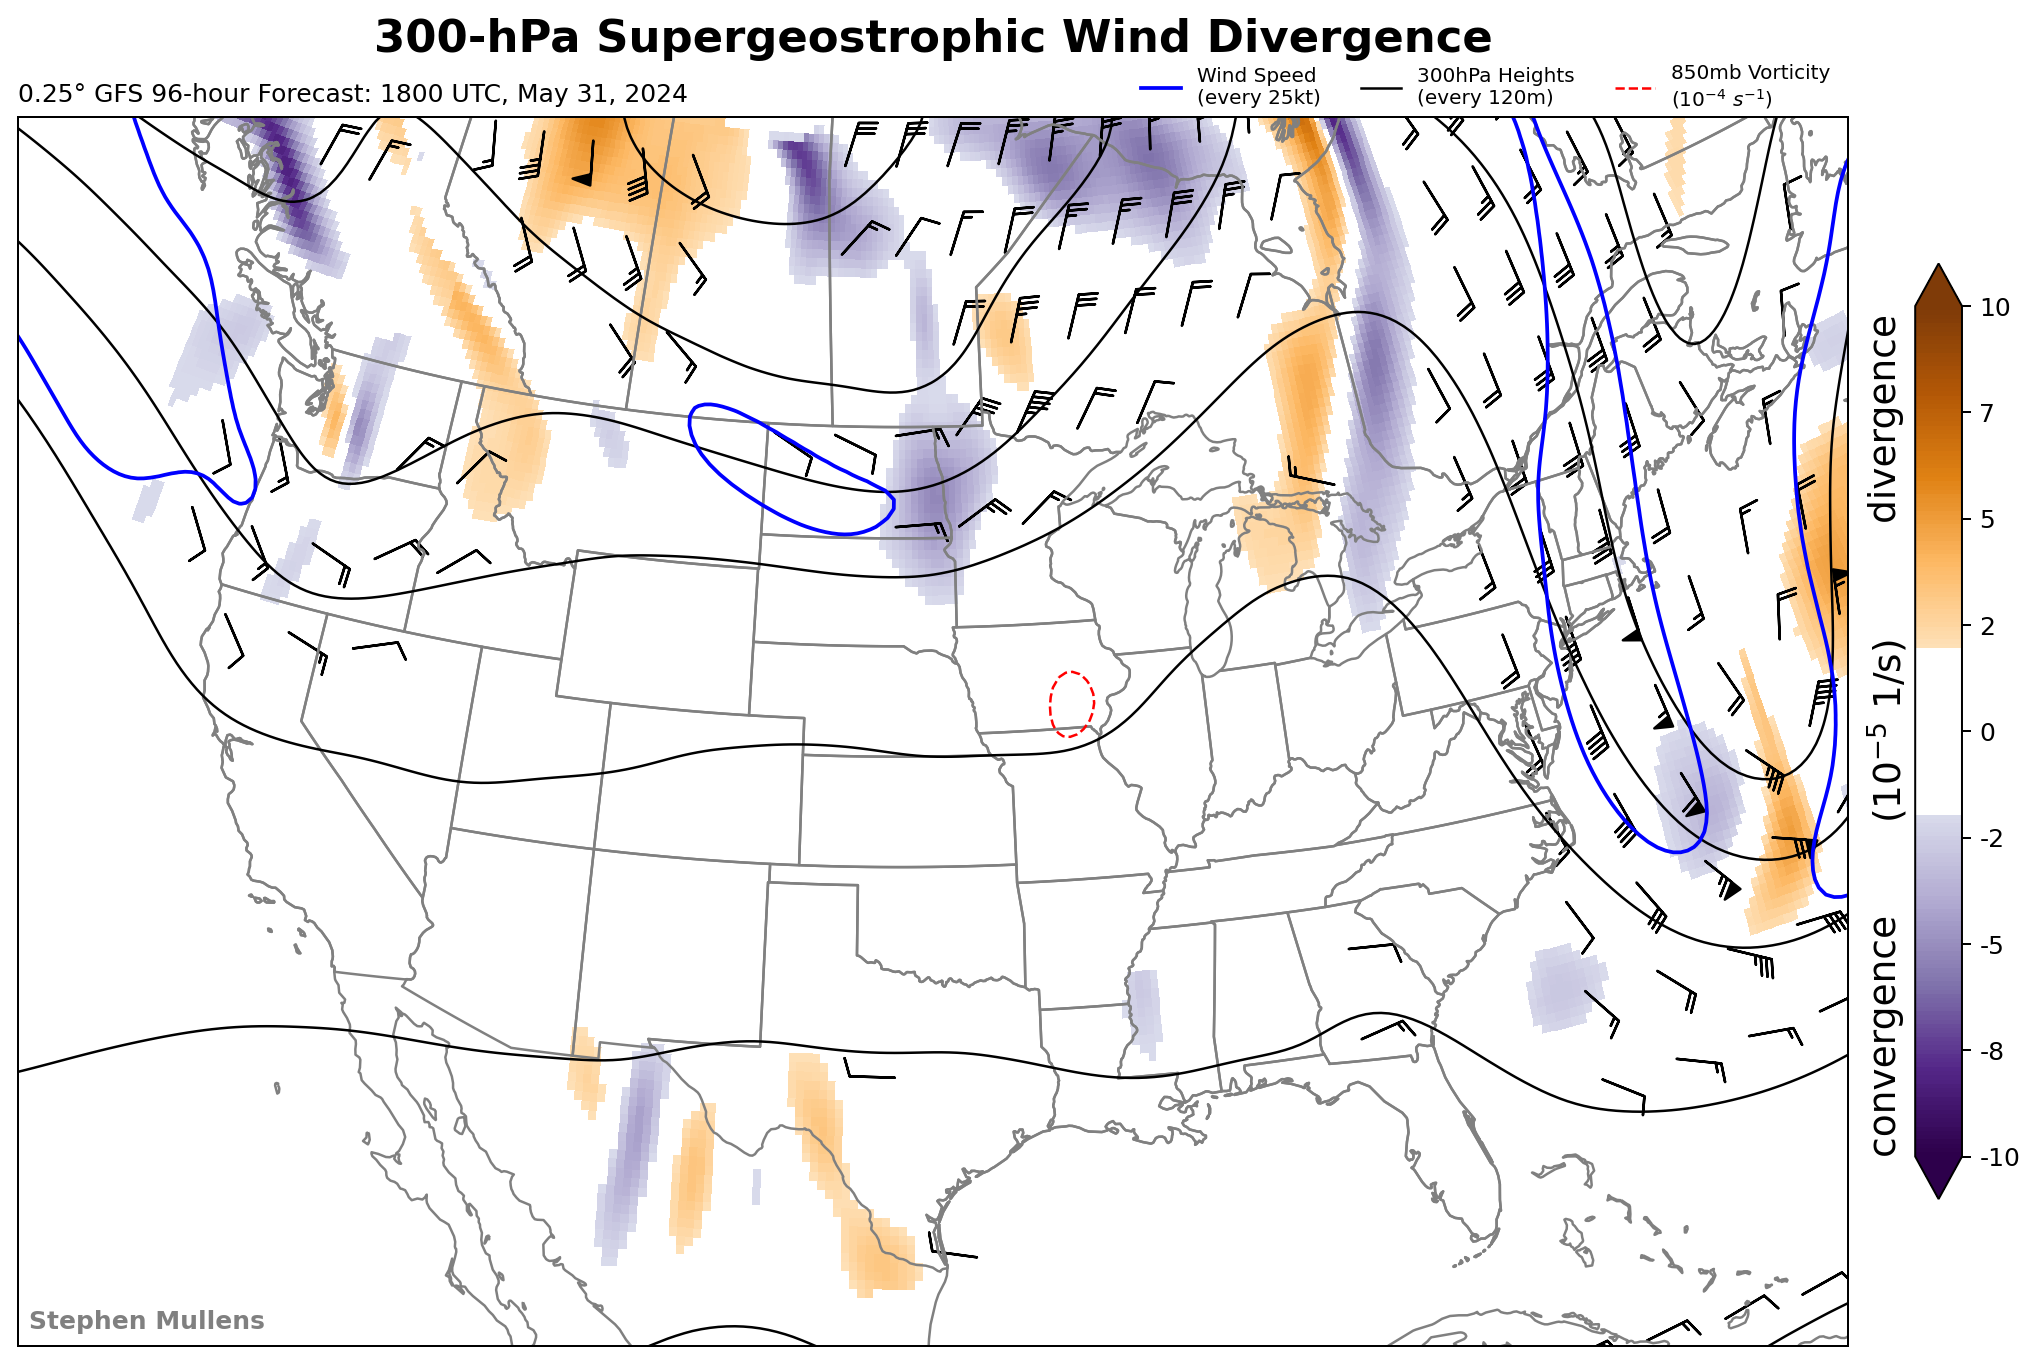 300-hPa Supergeostrophic Wind Divergence
0.25° GFS 96-hour Forecast: 1800 UTC, May 31, 2024
Wind Speed
(every 25kt)
300hPa Heights
(every 120m)
850mb Vorticity
(10⁻⁴ s⁻¹)
10
7
5
2
0
-2
-5
-8
-10
convergence (10⁻⁵ 1/s) divergence
Stephen Mullens